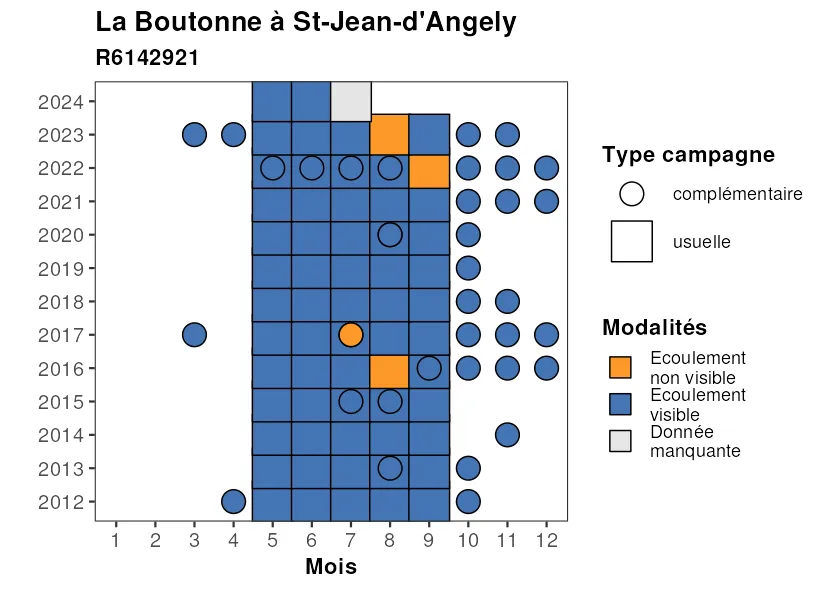 La Boutonne à St-Jean-d'Angely
R6142921
2024
2023
2022
2021
2020
2019
2018
2017
2016
2015
2014
2013
2012
1 2 3 4 5 6 7 8 9 10 11 12
Mois
Type campagne
complémentaire
usuelle
Modalités
Ecoulement
non visible
Ecoulement
visible
Donnée
manquante